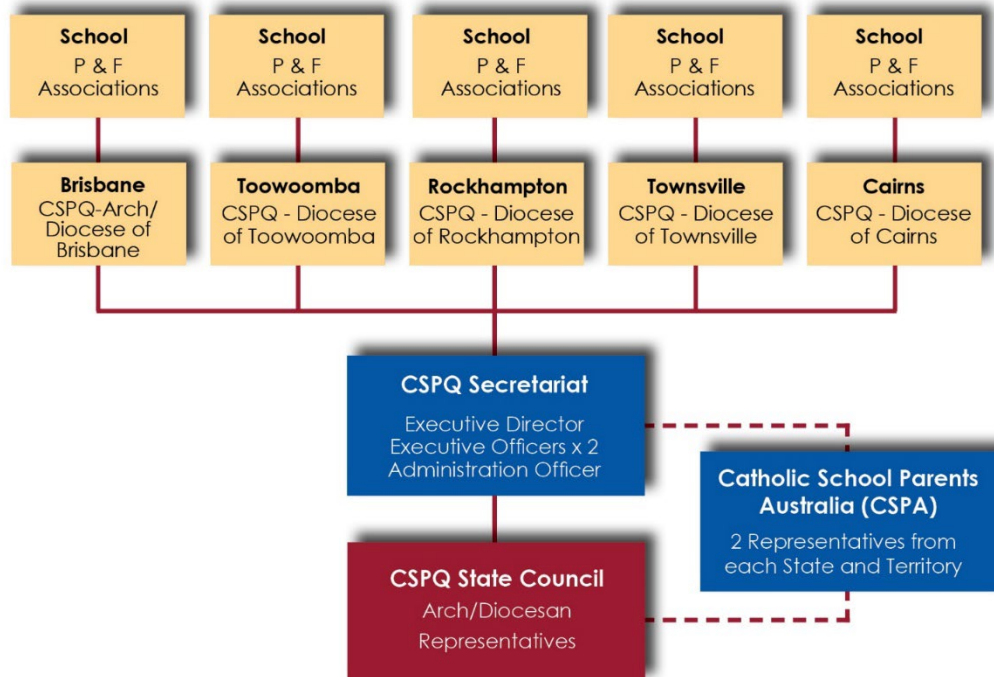 School
P & F
Associations
School
P & F
Associations
School
P & F
Associations
School
P & F
Associations
School
P & F
Associations
Brisbane
CSPQ-Arch/
Diocese of
Brisbane
Toowoomba
CSPQ - Diocese
of Toowoomba
Rockhampton
CSPQ - Diocese
of Rockhampton
Townsville
CSPQ - Diocese
of Townsville
Cairns
CSPQ - Diocese
of Cairns
CSPQ Secretariat
Executive Director
Executive Officers x 2
Administration Officer
Catholic School Parents
Australia (CSPA)
2 Representatives from
each State and Territory
CSPQ State Council
Arch/Diocesan
Representatives